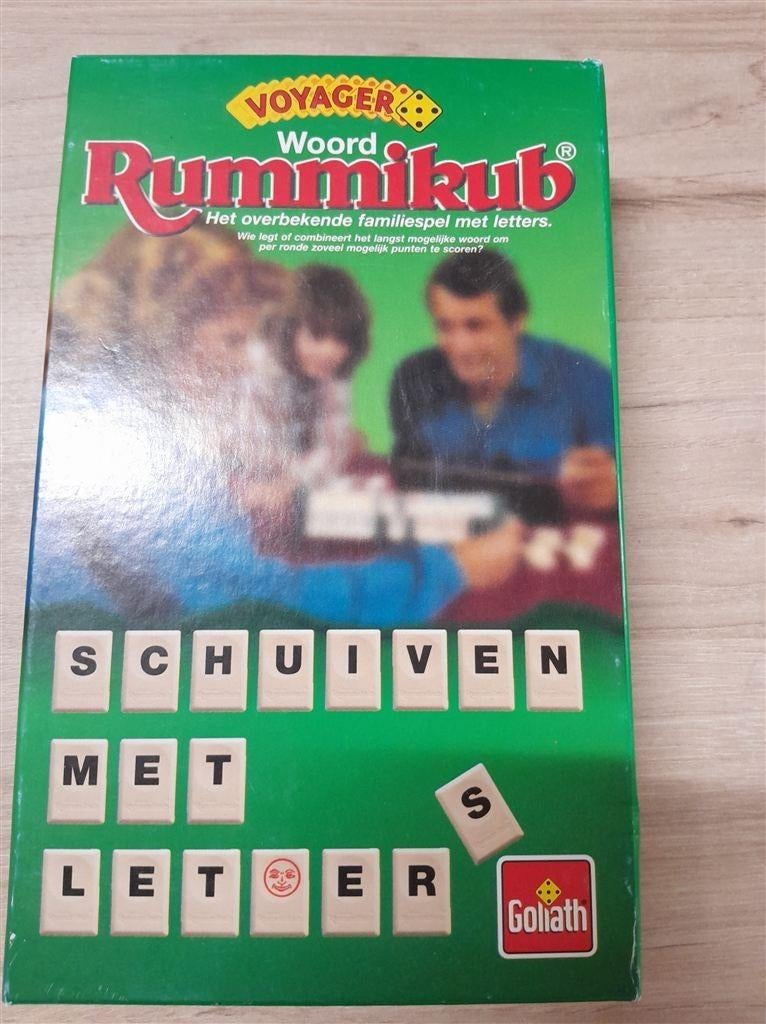 VOYAGER
Woord
Rummikub®
Het overbekende familiespel met letters.
Wie legt of combineert het langst mogelijke woord om
per ronde zoveel mogelijk punten te scoren?
SCHUIVEN
MET
S
LET ER
Goliath